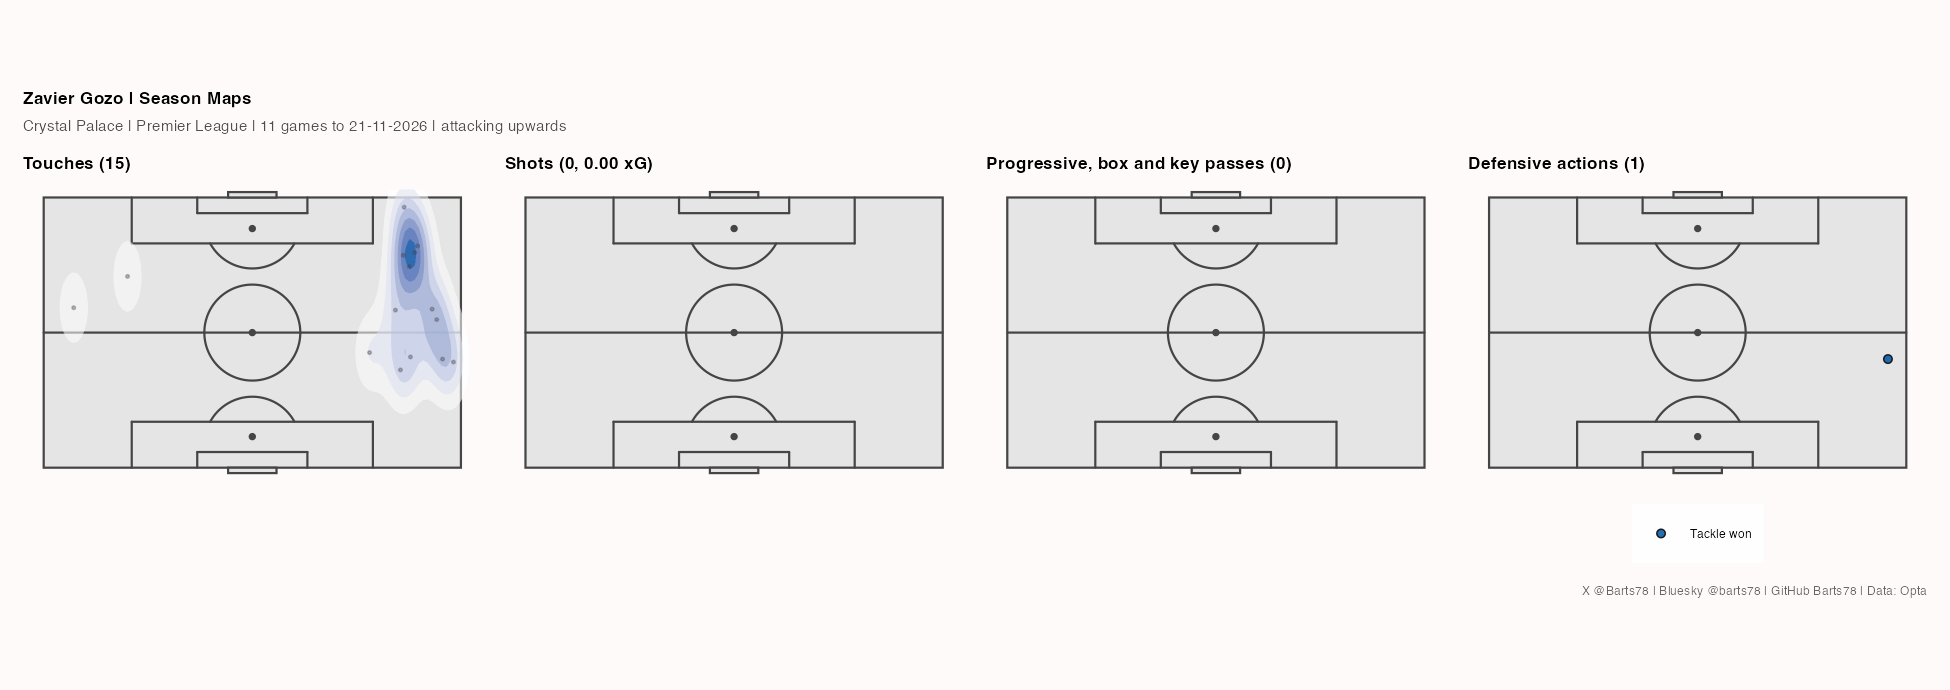 Zavier Gozo | Season Maps
Crystal Palace | Premier League | 11 games to 21-11-2026 | attacking upwards
Touches (15)
Shots (0, 0.00 xG)
Progressive, box and key passes (0)
Defensive actions (1)
Tackle won
X @Barts78 | Bluesky @barts78 | GitHub Barts78 | Data: Opta